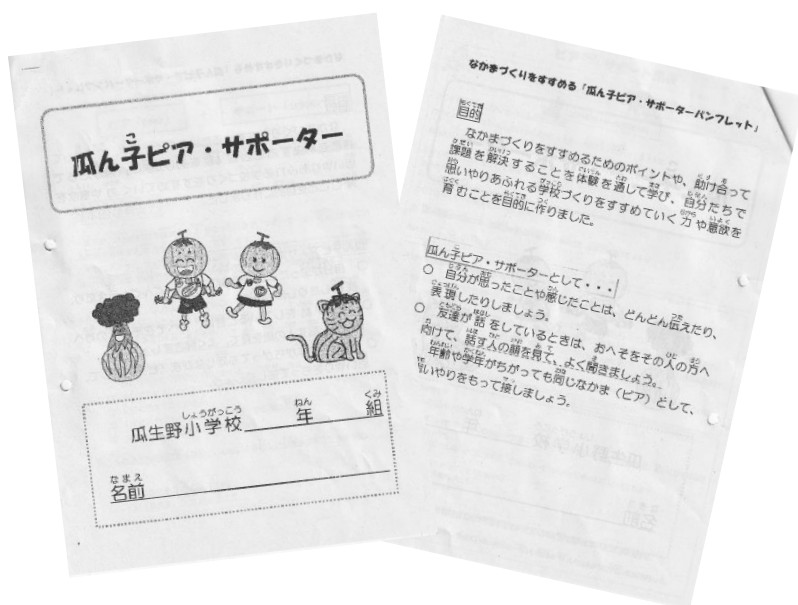 瓜ん子ピア・サポーター
瓜生野小学校 年 組
名前
なかまづくりをすすめる「瓜ん子ピア・サポーターパンフレット」
目的
なかまづくりをすすめるためのポイントや、助け合って
課題を解決することを体験を通して学び、自分たちで
思いやりあふれる学校づくりをすすめていく力や意欲を
育むことを目的に作りました。
瓜ん子ピア・サポーターとして・・・
○ 自分が思ったことや感じたことは、どんどん伝えたり、
表現したりしましょう。
○ 友達が話をしているときは、おへそをその人の方へ
向けて、話す人の顔を見て、よく聞きましょう。
年齢や学年がちがっても同じなかま(ピア)として、
いやりをもって接しましょう。